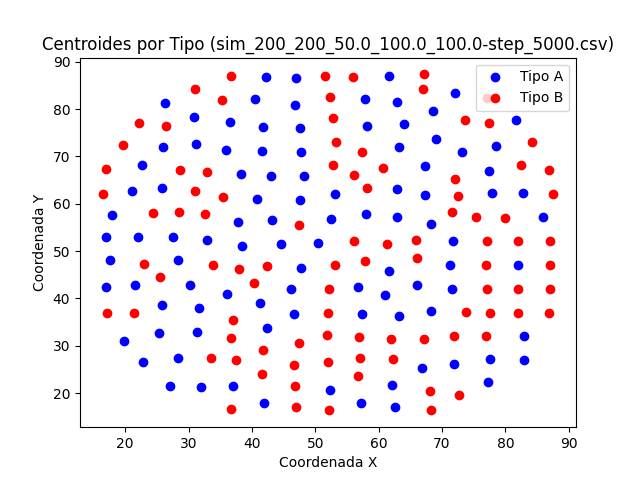 Centroides por Tipo (sim_200_200_50.0_100.0_100.0-step_5000.csv)
Tipo A
Tipo B
90
80
70
60
50
40
30
20
Coordenada Y
20 30 40 50 60 70 80 90
Coordenada X